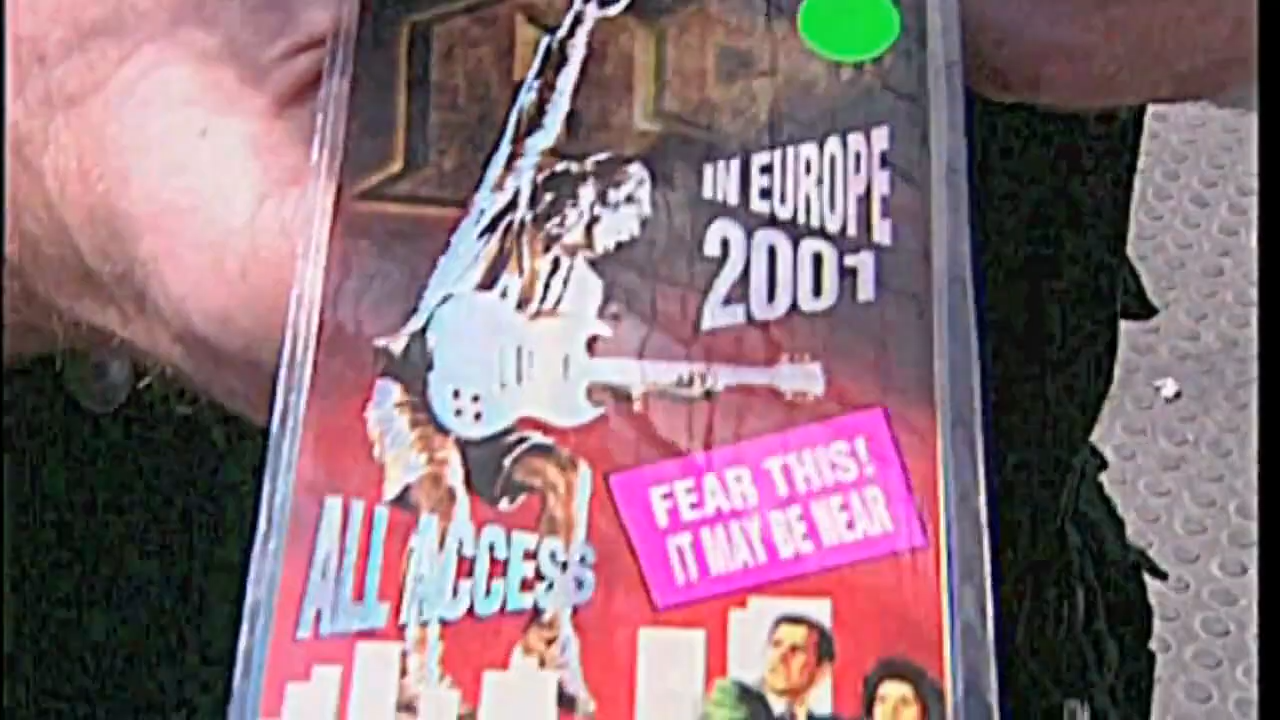 IN EUROPE
2001
FEAR THIS!
IT MAY BE NEAR
ALL ACCESS